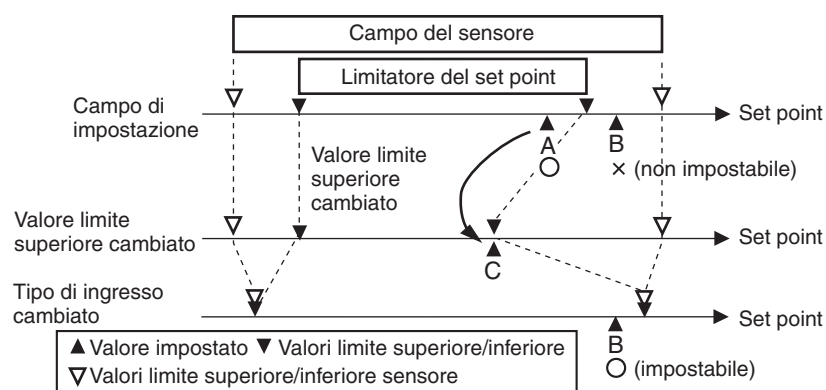 Campo del sensore
Limitatore del set point
Campo di
impostazione
Set point
A
B
× (non impostabile)
Valore limite
superiore
cambiato
Valore limite
superiore cambiato
Set point
C
Tipo di ingresso
cambiato
Set point
B
(impostabile)
▲ Valore impostato ▼ Valori limite superiore/inferiore
▽ Valori limite superiore/inferiore sensore